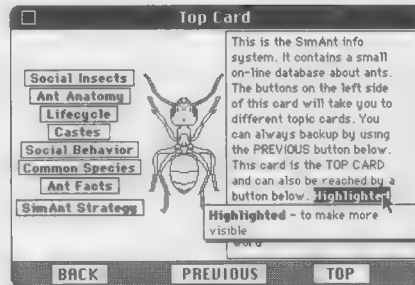 Top Card
Social Insects
Ant Anatomy
Lifecycle
Castes
Social Behavior
Common Species
Ant Facts
SimAnt Strategy
This is the SimAnt info
system. It contains a small
on-line database about ants.
The buttons on the left side
of this card will take you to
different topic cards. You
can always backup by using
the PREVIOUS button below.
This card is the TOP CARD
and can also be reached by a
button below. Highlighted
Highlighted - to make more
visible
word
BACK
PREVIOUS
TOP